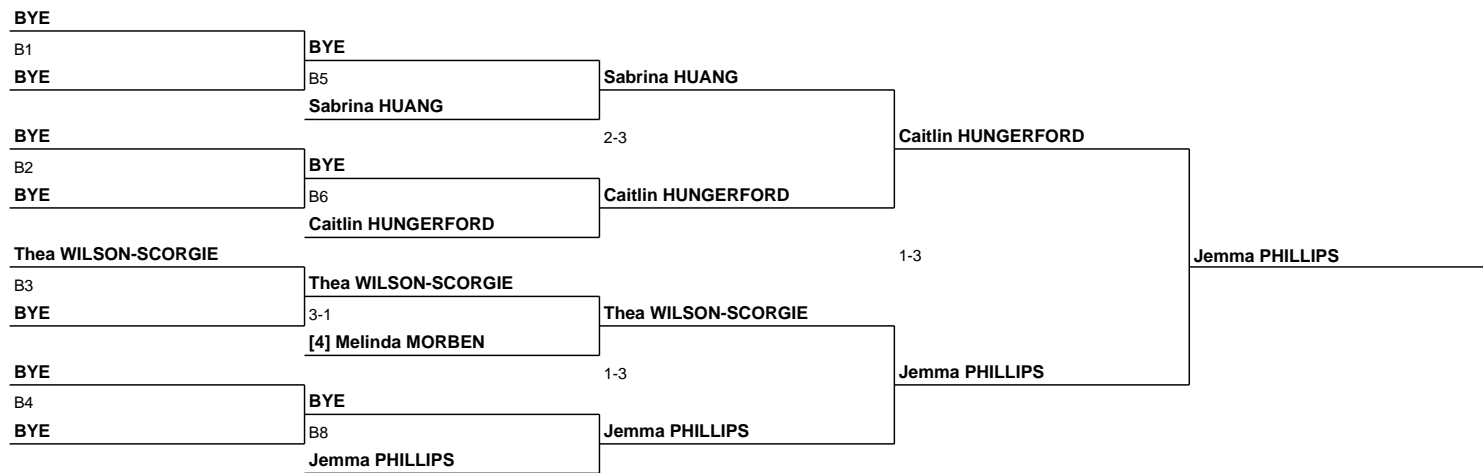 BYE
B1
BYE
BYE
B5
Sabrina HUANG
Sabrina HUANG
2-3
BYE
B2
BYE
BYE
B6
Caitlin HUNGERFORD
Caitlin HUNGERFORD
Caitlin HUNGERFORD
1-3
Thea WILSON-SCORGIE
B3
BYE
Thea WILSON-SCORGIE
3-1
[4] Melinda MORBEN
Thea WILSON-SCORGIE
1-3
BYE
B4
BYE
BYE
B8
Jemma PHILLIPS
Jemma PHILLIPS
Jemma PHILLIPS
Jemma PHILLIPS